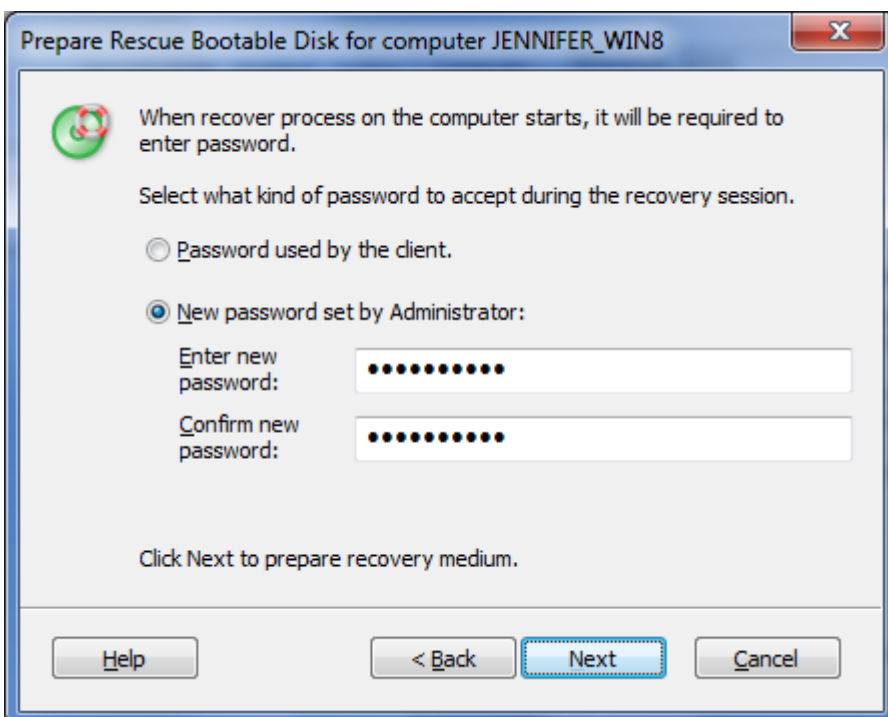 Prepare Rescue Bootable Disk for computer JENNIFER_WIN8
When recover process on the computer starts, it will be required to
enter password.
Select what kind of password to accept during the recovery session.
Password used by the client.
New password set by Administrator:
Enter new
password:
••••••••••
Confirm new
password:
••••••••••
Click Next to prepare recovery medium.
Help
< Back
Next
Cancel